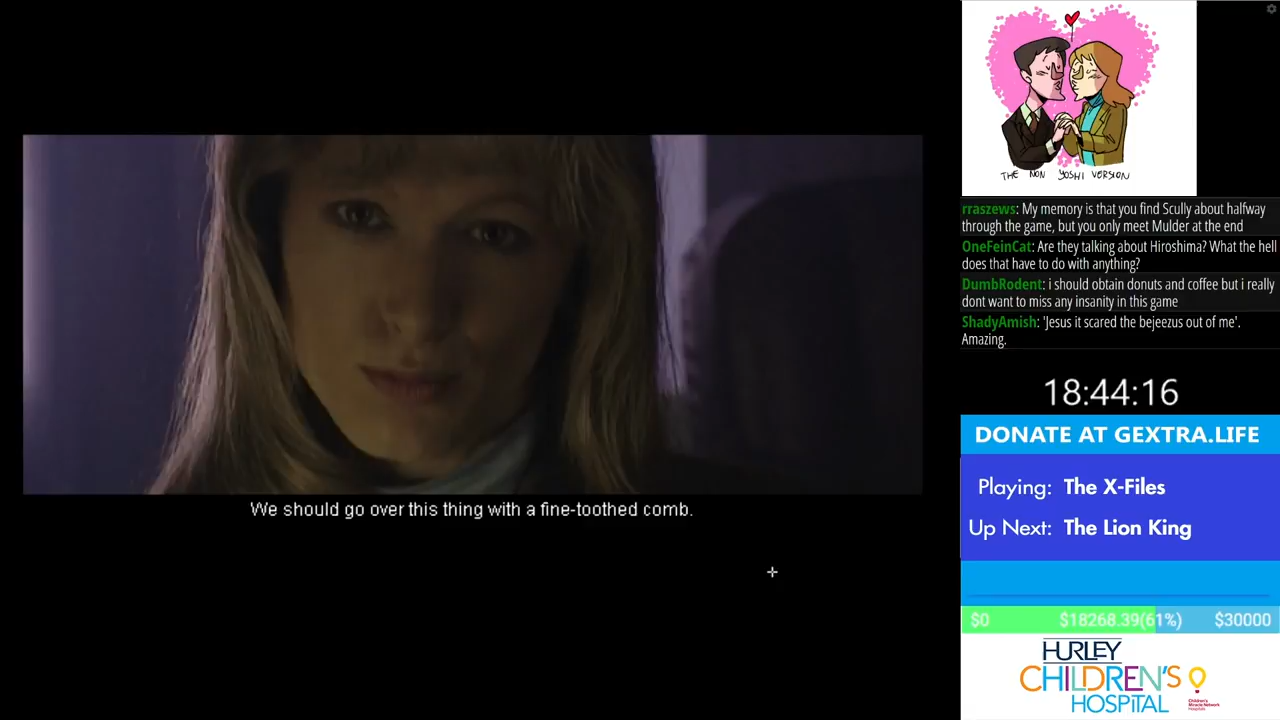 THE NON YOSHI VERSION
rraszews: My memory is that you find Scully about halfway
through the game, but you only meet Mulder at the end
OneFeinCat: Are they talking about Hiroshima? What the hell
does that have to do with anything?
DumbRodent: i should obtain donuts and coffee but i really
dont want to miss any insanity in this game
ShadyAmish: 'Jesus it scared the bejeezus out of me'.
Amazing.
We should go over this thing with a fine-toothed comb.
18:44:16
DONATE AT GEXTRA.LIFE
Playing: The X-Files
Up Next: The Lion King
$0 $18268.39(61%) $30000
HURLEY
CHILDREN'S
HOSPITAL
Children's
Miracle Network
Hospitals